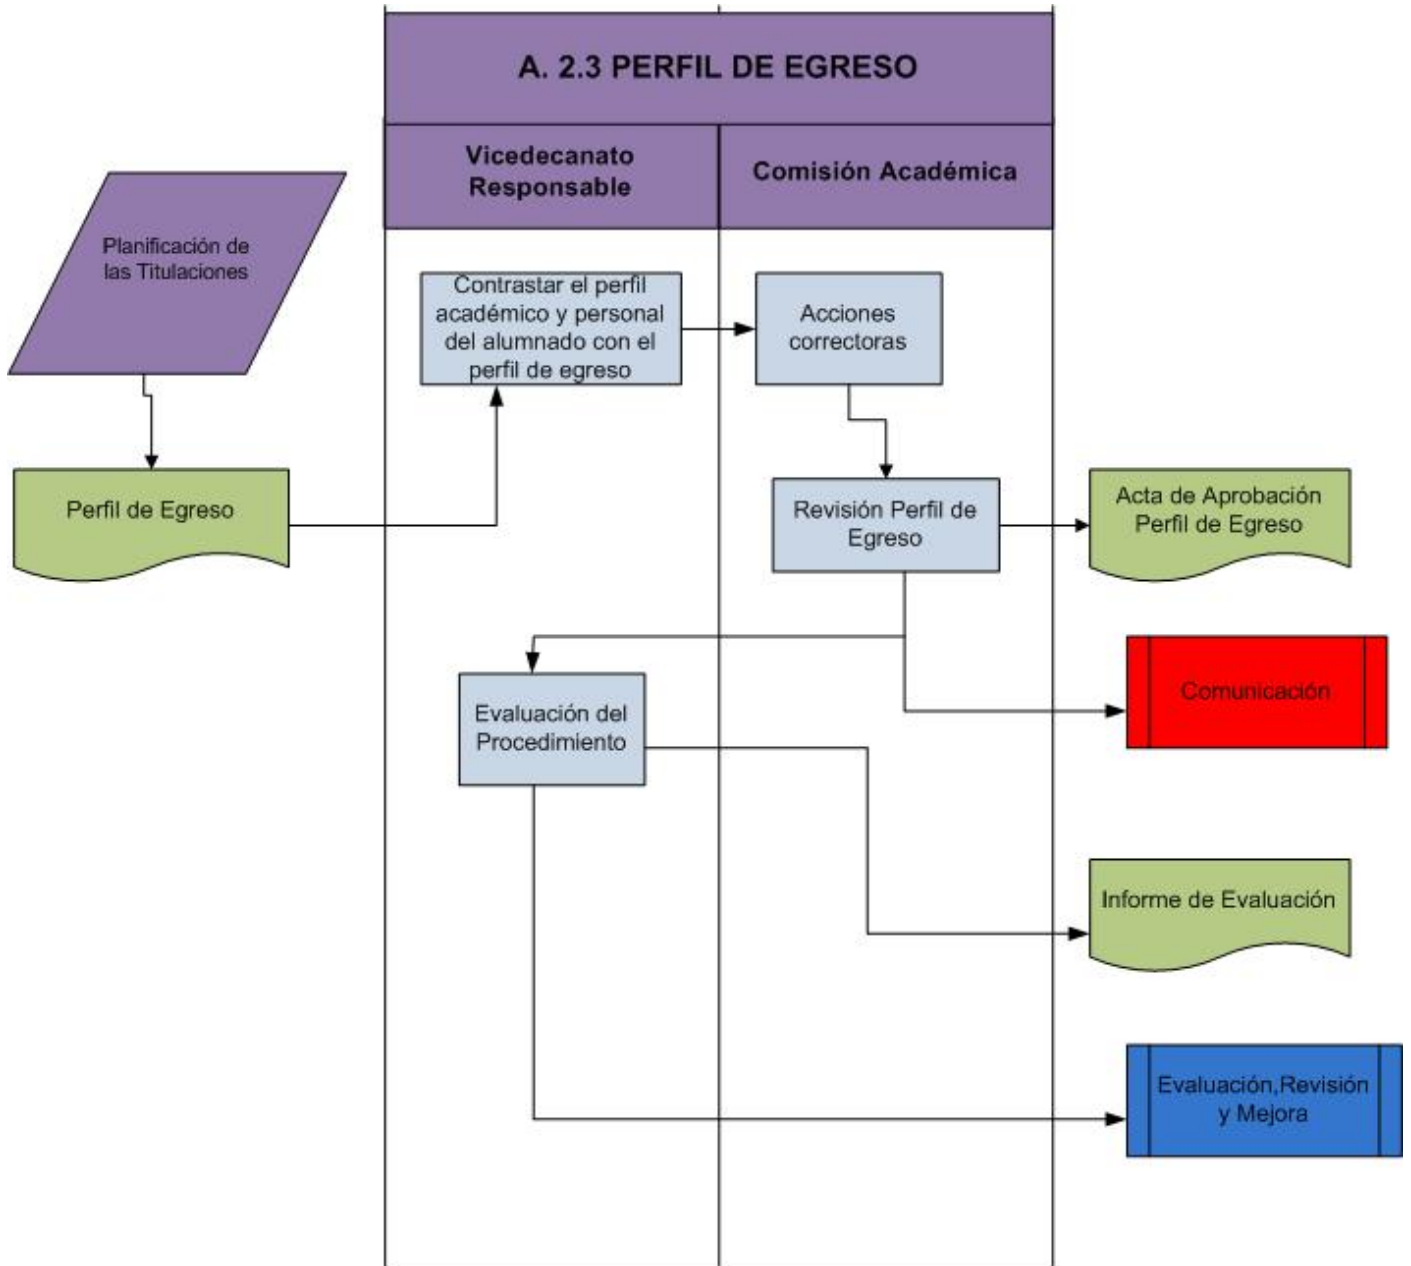 A. 2.3 PERFIL DE EGRESO
Vicedecanato
Responsable
Comisión Académica
Planificación de
las Titulaciones
Contrastar el perfil
académico y personal
del alumnado con el
perfil de egreso
Acciones
correctoras
Perfil de Egreso
Revisión Perfil de
Egreso
Acta de Aprobación
Perfil de Egreso
Comunicación
Evaluación del
Procedimiento
Informe de Evaluación
Evaluación,Revisión
y Mejora